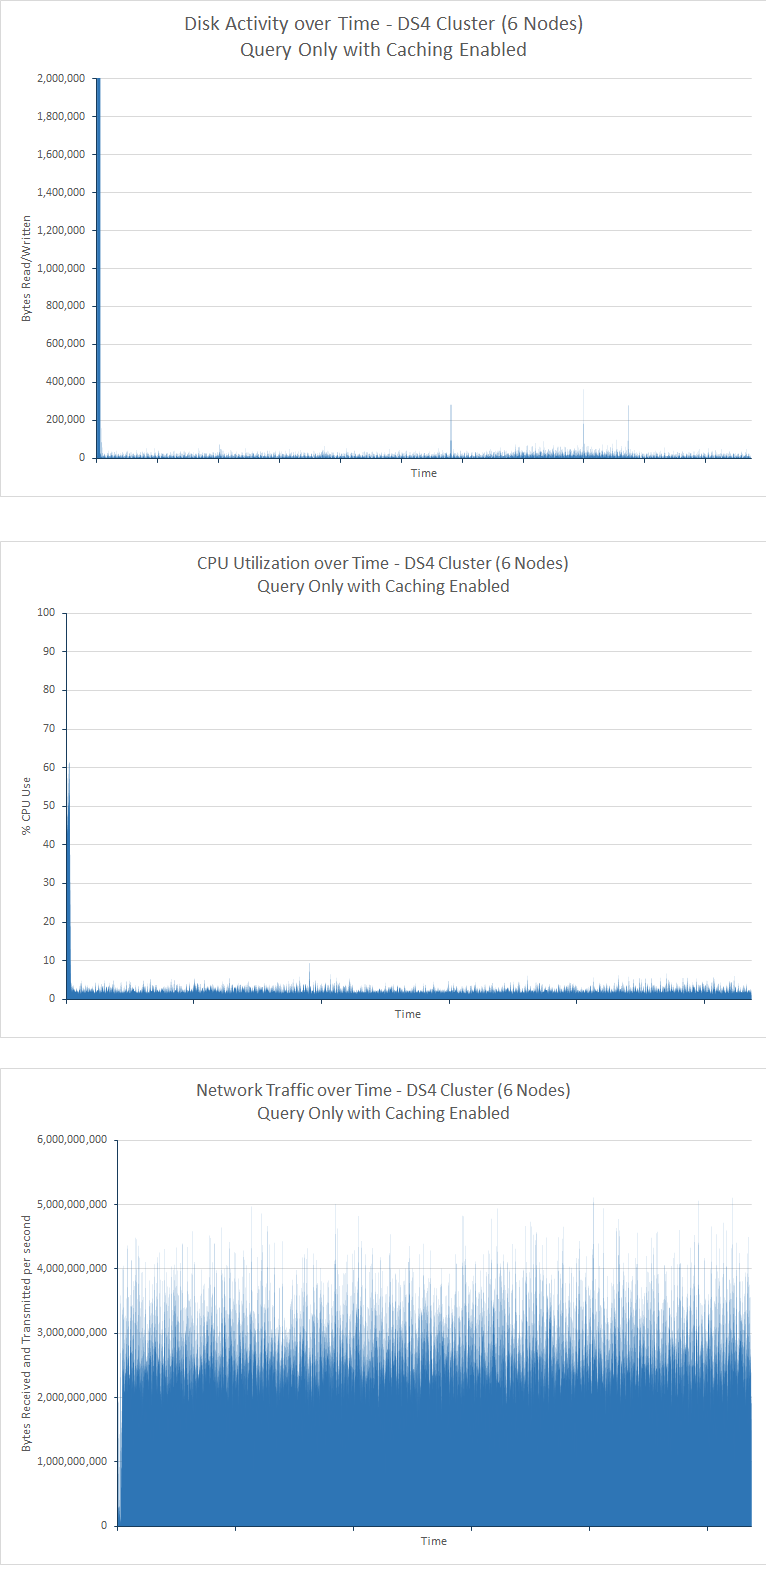 Disk Activity over Time - DS4 Cluster (6 Nodes)
Query Only with Caching Enabled
Bytes Read/Written
2,000,000
1,800,000
1,600,000
1,400,000
1,200,000
1,000,000
800,000
600,000
400,000
200,000
0
Time
CPU Utilization over Time - DS4 Cluster (6 Nodes)
Query Only with Caching Enabled
% CPU Use
100
90
80
70
60
50
40
30
20
10
0
Time
Network Traffic over Time - DS4 Cluster (6 Nodes)
Query Only with Caching Enabled
Bytes Received and Transmitted per second
6,000,000,000
5,000,000,000
4,000,000,000
3,000,000,000
2,000,000,000
1,000,000,000
0
Time